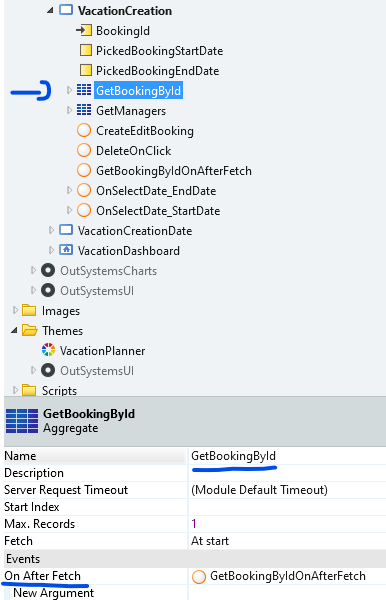 VacationCreation
BookingId
PickedBookingStartDate
PickedBookingEndDate
GetBookingById
GetManagers
CreateEditBooking
DeleteOnClick
GetBookingByIdOnAfterFetch
OnSelectDate_EndDate
OnSelectDate_StartDate
VacationCreationDate
VacationDashboard
OutSystemsCharts
OutSystemsUI
Images
Themes
VacationPlanner
OutSystemsUI
Scripts
GetBookingById
Aggregate
Name GetBookingById
Description
Server Request Timeout (Module Default Timeout)
Start Index
Max. Records 1
Fetch At start
Events
On After Fetch GetBookingByIdOnAfterFetch
New Argument